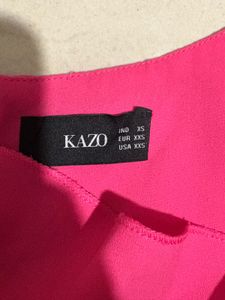 KAZO
IND XS
EUR XXS
USA XXS